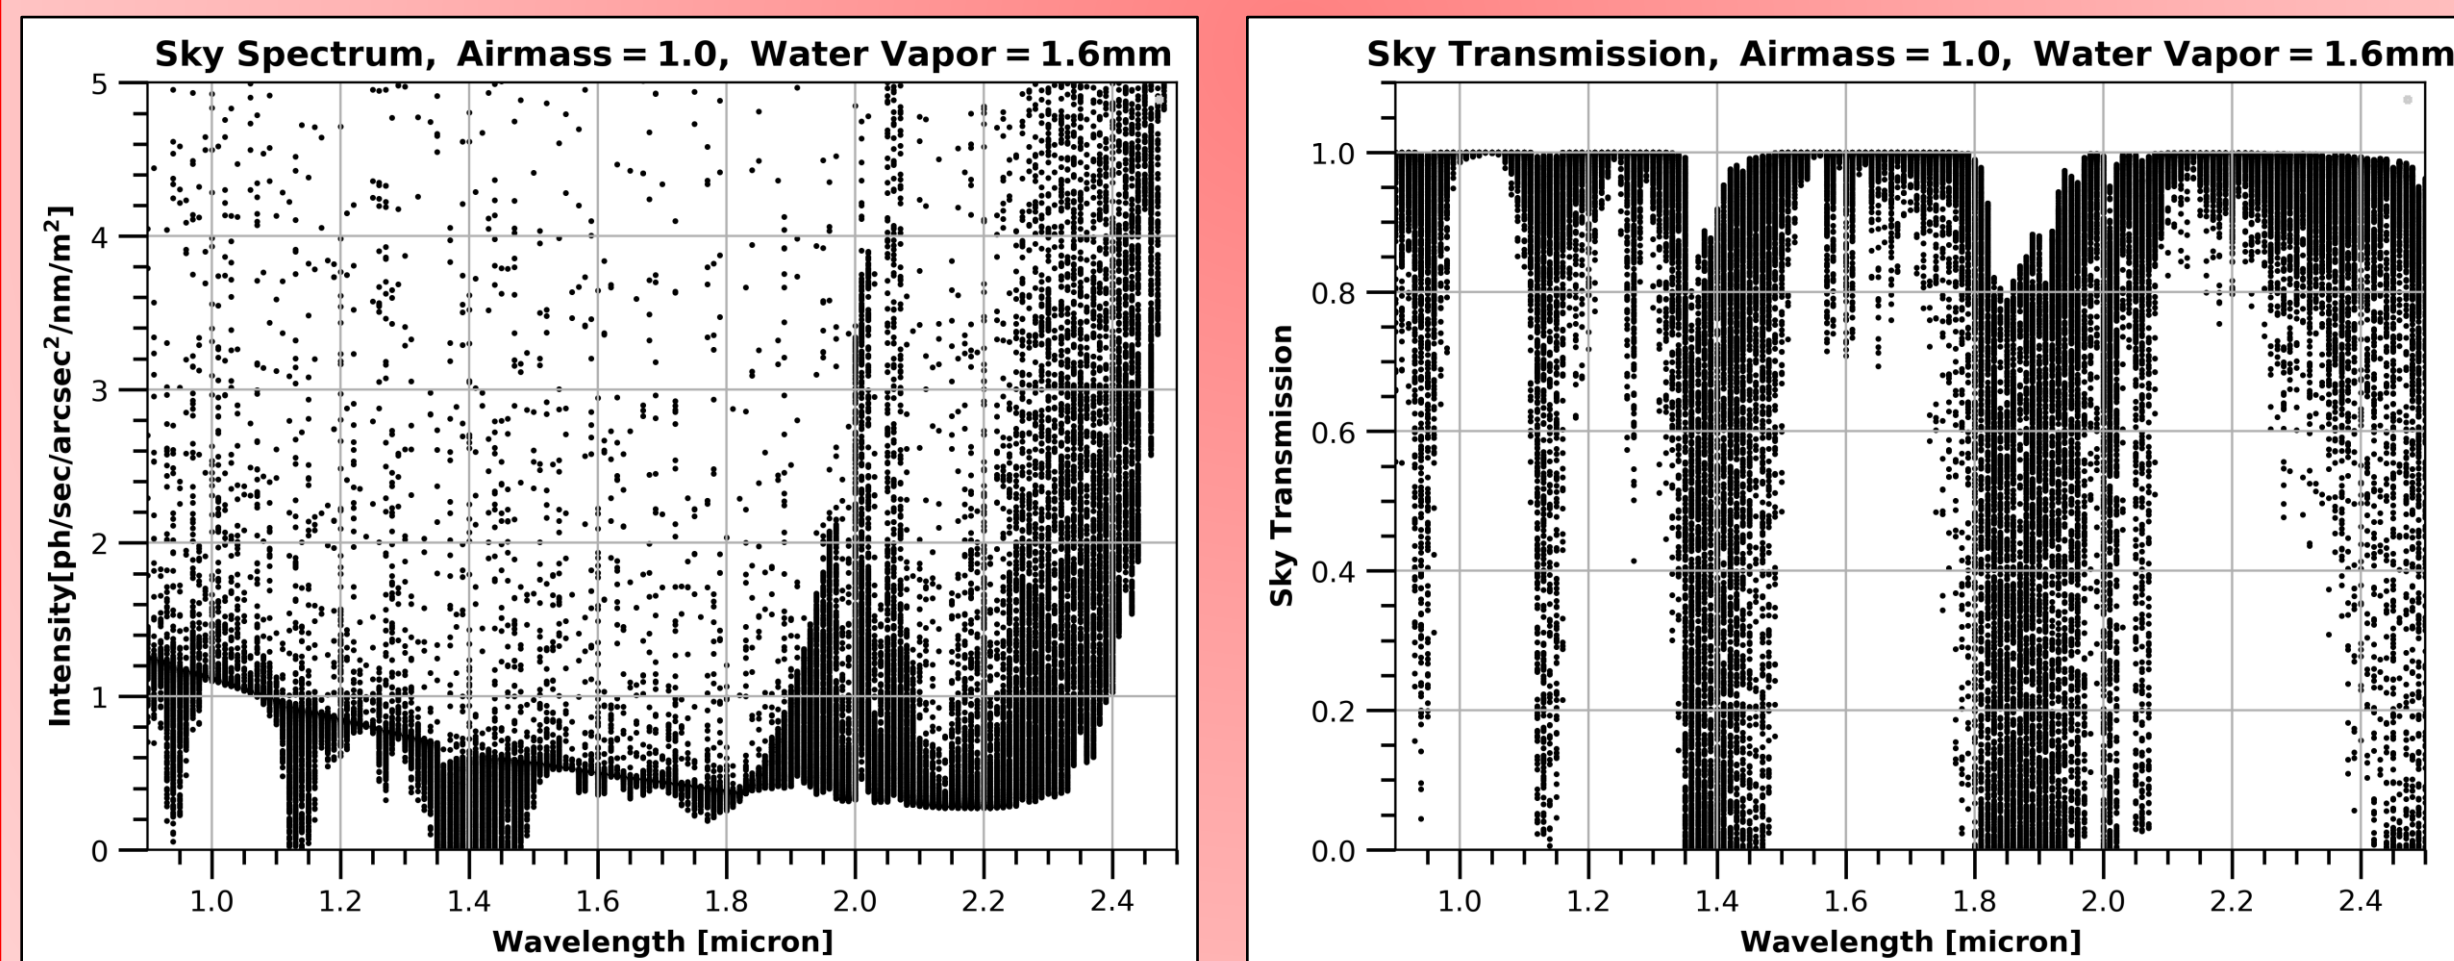 Sky Spectrum, Airmass = 1.0, Water Vapor = 1.6mm
5
4
3
2
1
0
Intensity[ph/sec/arcsec²/nm/m²]
1.0 1.2 1.4 1.6 1.8 2.0 2.2 2.4
Wavelength [micron]
Sky Transmission, Airmass = 1.0, Water Vapor = 1.6mm
1.0
0.8
0.6
0.4
0.2
0.0
Sky Transmission
1.0 1.2 1.4 1.6 1.8 2.0 2.2 2.4
Wavelength [micron]